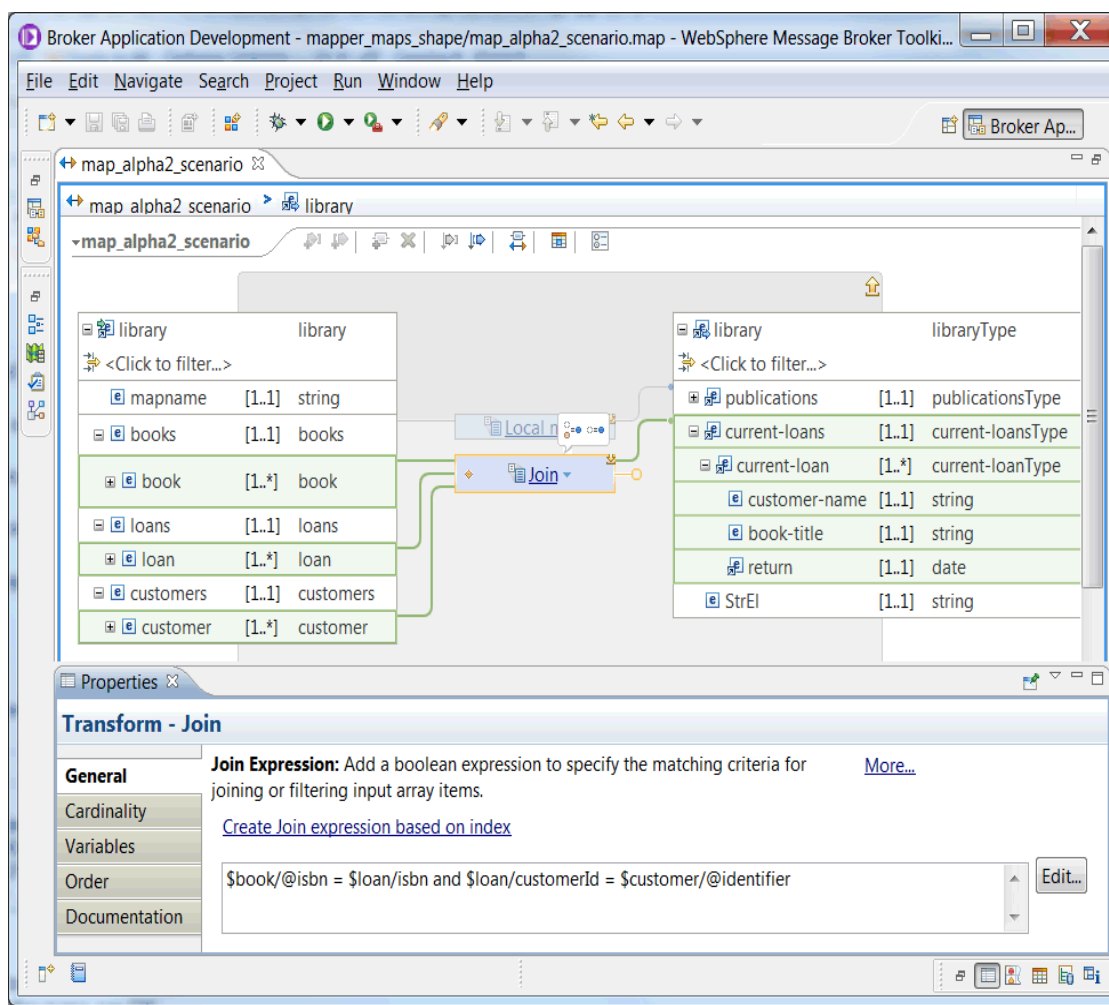 Broker Application Development - mapper_maps_shape/map_alpha2_scenario.map - WebSphere Message Broker Toolki...
File Edit Navigate Search Project Run Window Help
Broker Ap...
map_alpha2_scenario
map_alpha2_scenario > library
map_alpha2_scenario
library library
<Click to filter...>
mapname [1..1] string
books [1..1] books
book [1..*] book
loans [1..1] loans
loan [1..*] loan
customers [1..1] customers
customer [1..*] customer
Local
Join
library libraryType
<Click to filter...>
publications [1..1] publicationsType
current-loans [1..1] current-loansType
current-loan [1..*] current-loanType
customer-name [1..1] string
book-title [1..1] string
return [1..1] date
StrEl [1..1] string
Properties
Transform - Join
General
Cardinality
Variables
Order
Documentation
Join Expression: Add a boolean expression to specify the matching criteria for
joining or filtering input array items.
More...
Create Join expression based on index
$book/@isbn = $loan/isbn and $loan/customerId = $customer/@identifier
Edit...